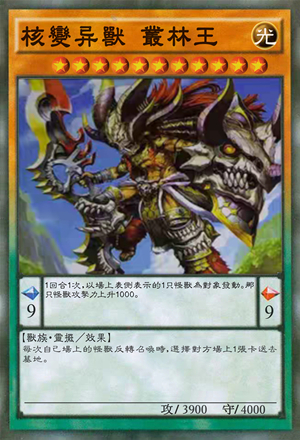 核變异獸 叢林王
光
1回合1次,以場上表側表示的1只怪獸為對象發動。那
只怪獸攻擊力上升1000。
9
9
【獸族・靈擺／效果】
每次自己場上的怪獸反轉召喚時,選擇對方場上1張卡送去
墓地。
攻/3900 守/4000